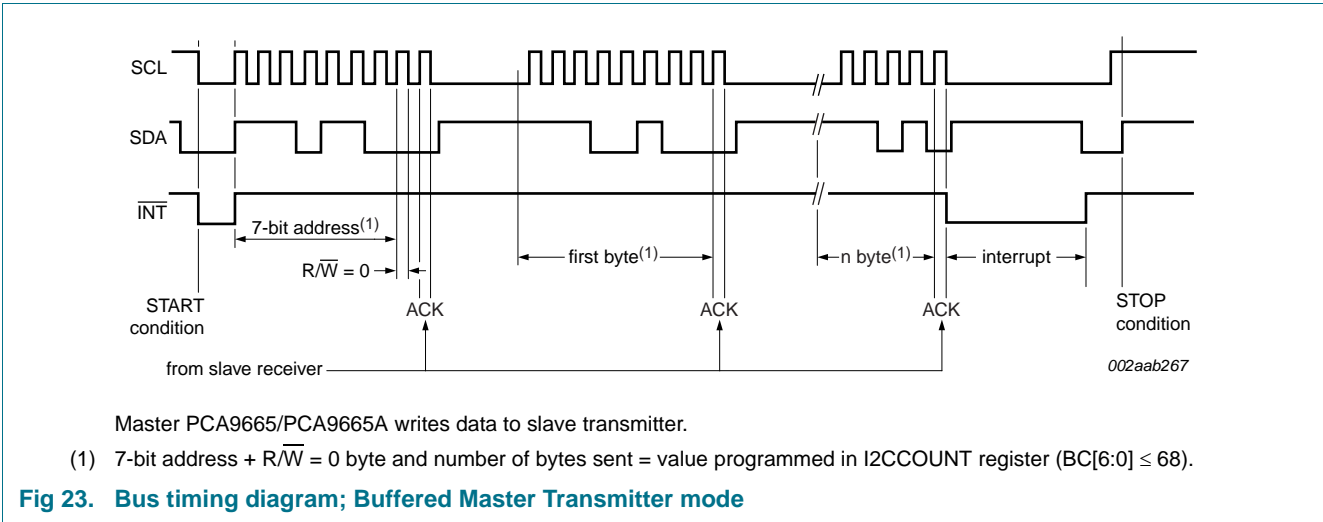 SCL
SDA
INT
7-bit address(1)
R/W = 0
first byte(1)
n byte(1)
interrupt
START
condition
ACK
ACK
ACK
STOP
condition
from slave receiver
002aab267
Master PCA9665/PCA9665A writes data to slave transmitter.
(1) 7-bit address + R/W = 0 byte and number of bytes sent = value programmed in I2CCOUNT register (BC[6:0] ≤ 68).
Fig 23. Bus timing diagram; Buffered Master Transmitter mode